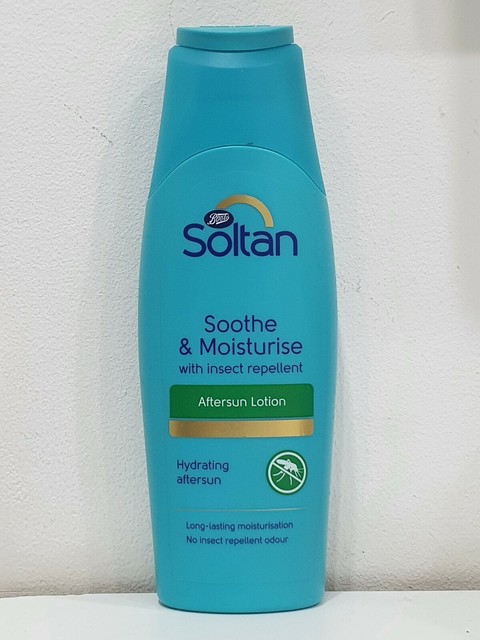 Boots
Soltan
Soothe
& Moisturise
with insect repellent
Aftersun Lotion
Hydrating
aftersun
Long-lasting moisturisation
No insect repellent odour